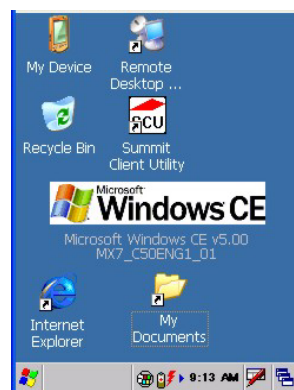 My Device
Remote
Desktop ...
Recycle Bin
SCU
Summit
Client Utility
Microsoft
Windows CE
Microsoft Windows CE v5.00
MX7_C50ENG1_01
Internet
Explorer
My
Documents
9:13 AM